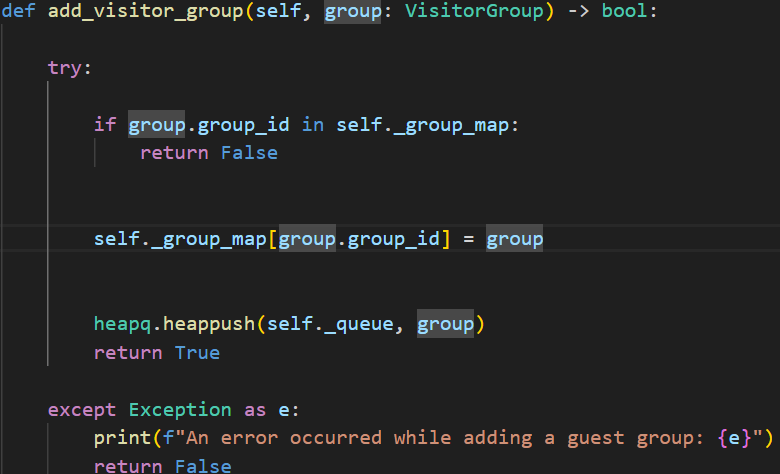 def add_visitor_group(self, group: VisitorGroup) -> bool:
try:
if group.group_id in self._group_map:
return False
self._group_map[group.group_id] = group
heapq.heappush(self._queue, group)
return True
except Exception as e:
print(f"An error occurred while adding a guest group: {e}")
return False